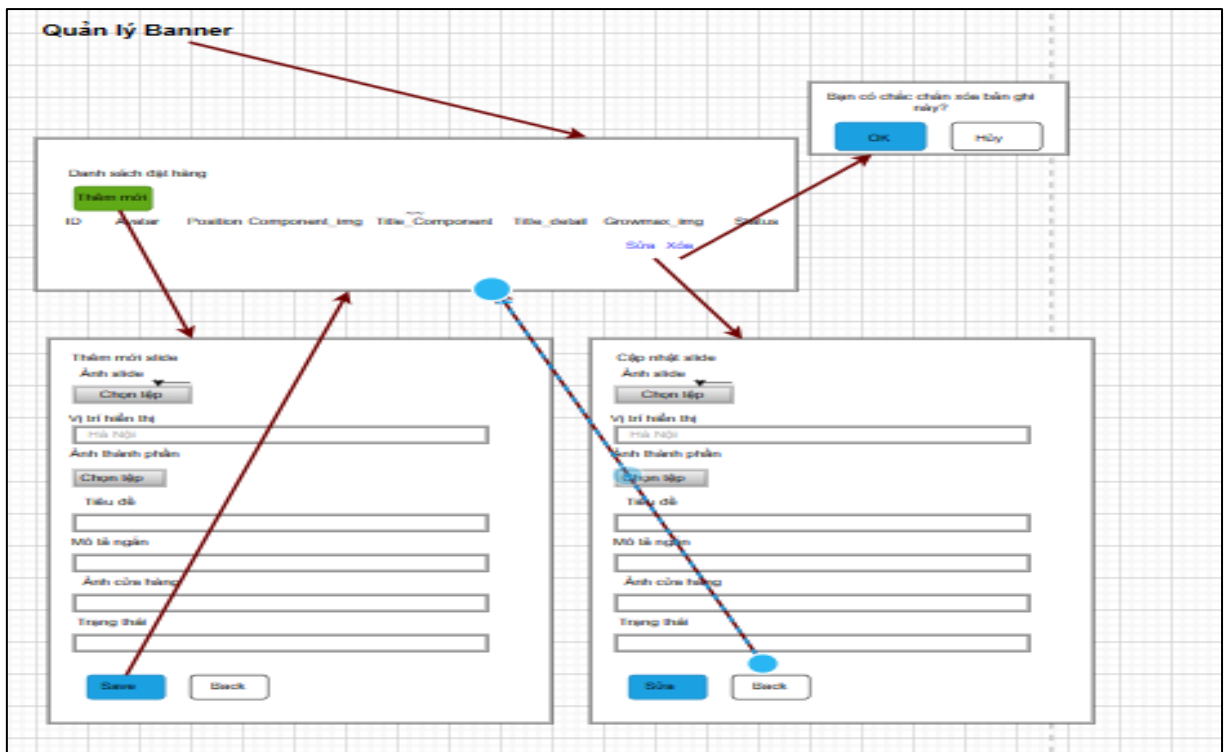 Quản lý Banner
Bạn có chắc chắn xóa bản ghi
này?
OK Hủy
Danh sách đặt hàng
Thêm mới
ID Avatar Position Component_img Title_Component Title_detail Growmax_img Status
Sửa Xóa
Thêm mới slide
Ảnh slide
Chọn tệp
Vị trí hiển thị
Hà Nội
Ảnh thành phần
Chọn tệp
Tiêu đề
Mô tả ngắn
Ảnh cửa hàng
Trạng thái
Save Back
Cập nhật slide
Ảnh slide
Chọn tệp
Vị trí hiển thị
Hà Nội
Ảnh thành phần
Chọn tệp
Tiêu đề
Mô tả ngắn
Ảnh cửa hàng
Trạng thái
Sửa Back